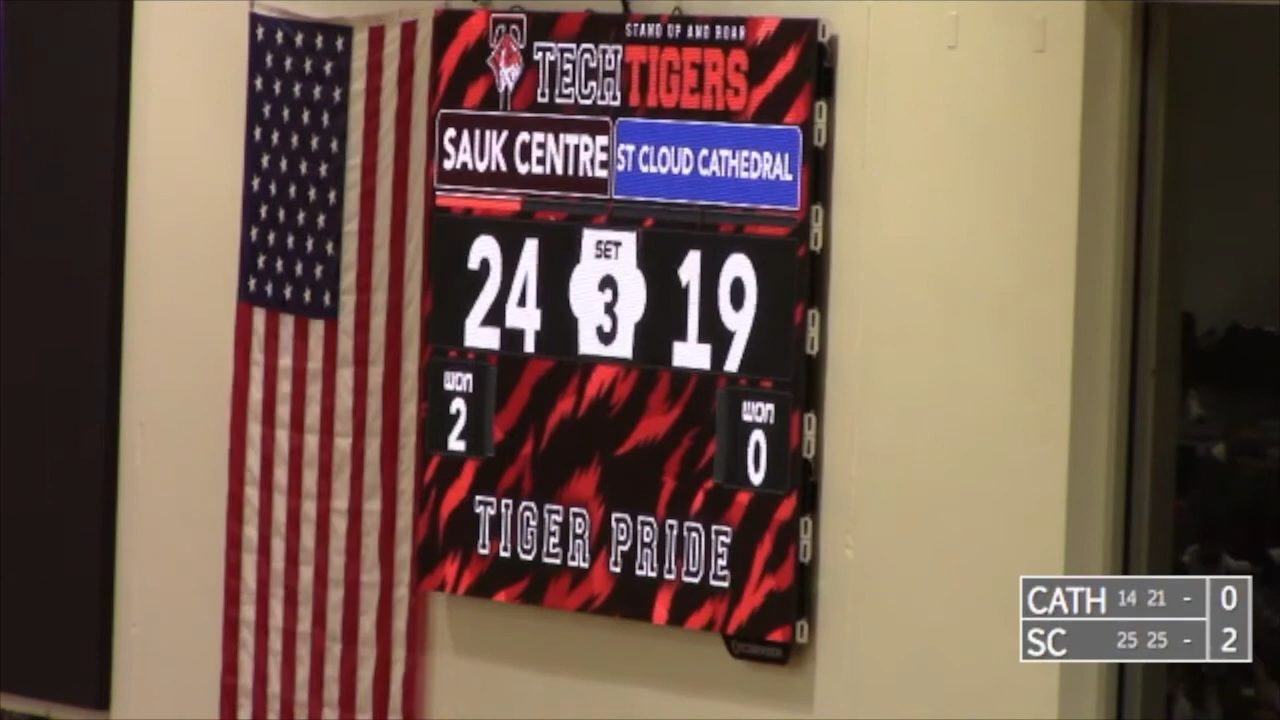 STAND UP AND ROAR
TECH TIGERS
SAUK CENTRE
ST CLOUD CATHEDRAL
24
SET
3
19
WON
2
WON
0
TIGER PRIDE
CATH 14 21 - 0
SC 25 25 - 2